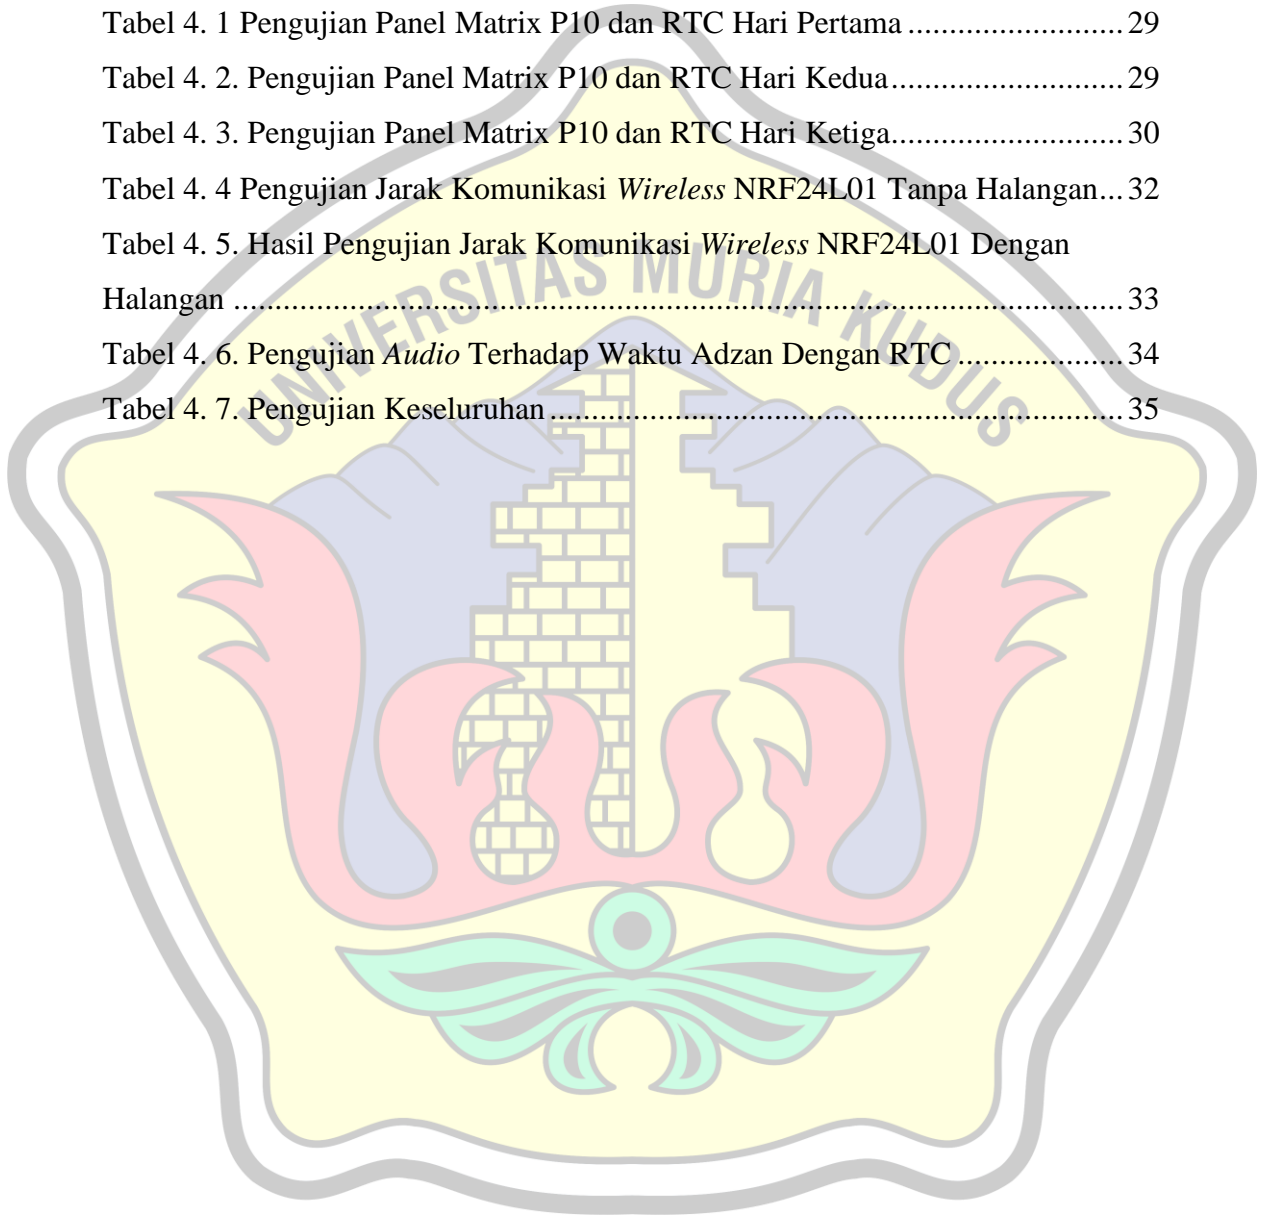 Tabel 4. 1 Pengujian Panel Matrix P10 dan RTC Hari Pertama ........................ 29
Tabel 4. 2. Pengujian Panel Matrix P10 dan RTC Hari Kedua.......................... 29
Tabel 4. 3. Pengujian Panel Matrix P10 dan RTC Hari Ketiga.......................... 30
Tabel 4. 4 Pengujian Jarak Komunikasi Wireless NRF24L01 Tanpa Halangan... 32
Tabel 4. 5. Hasil Pengujian Jarak Komunikasi Wireless NRF24L01 Dengan
Halangan .................................................................................................... 33
Tabel 4. 6. Pengujian Audio Terhadap Waktu Adzan Dengan RTC .................. 34
Tabel 4. 7. Pengujian Keseluruhan ................................................................ 35
UNIVERSITAS MURIA KUDUS